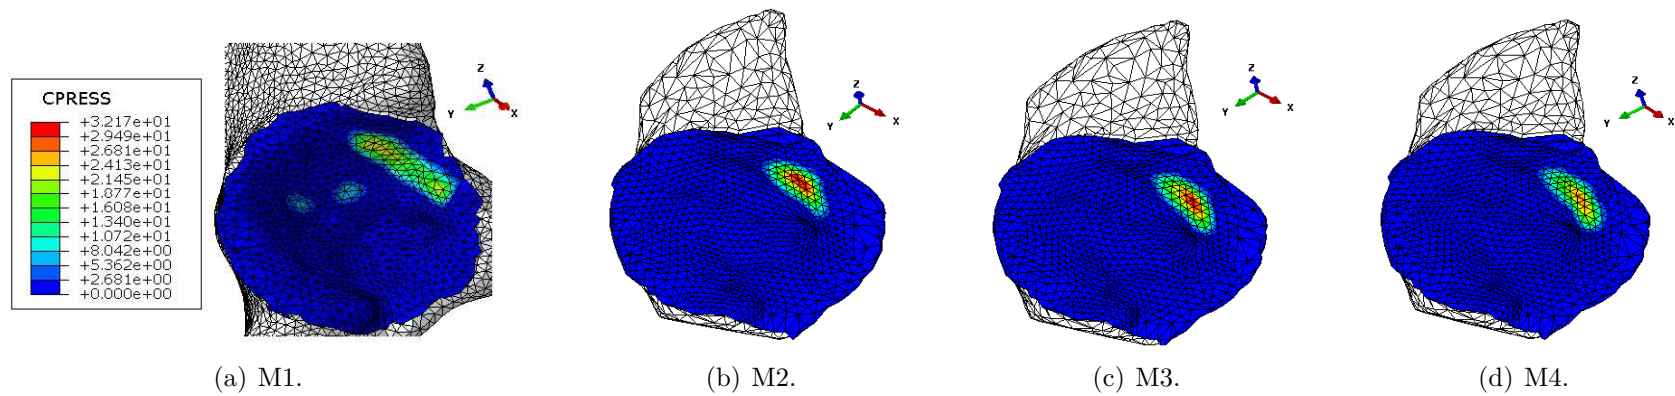 CPRESS
+3.217e+01
+2.949e+01
+2.681e+01
+2.413e+01
+2.145e+01
+1.877e+01
+1.608e+01
+1.340e+01
+1.072e+01
+8.042e+00
+5.362e+00
+2.681e+00
+0.000e+00
Z
Y
X
Z
Y
X
Z
Y
X
Z
Y
X
(a) M1.
(b) M2.
(c) M3.
(d) M4.